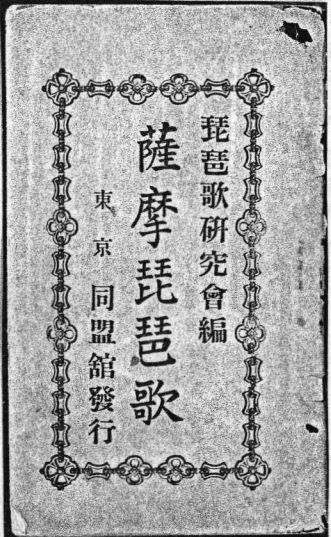 琵琶歌研究會編
薩摩琵琶歌
東京 同盟舘發行